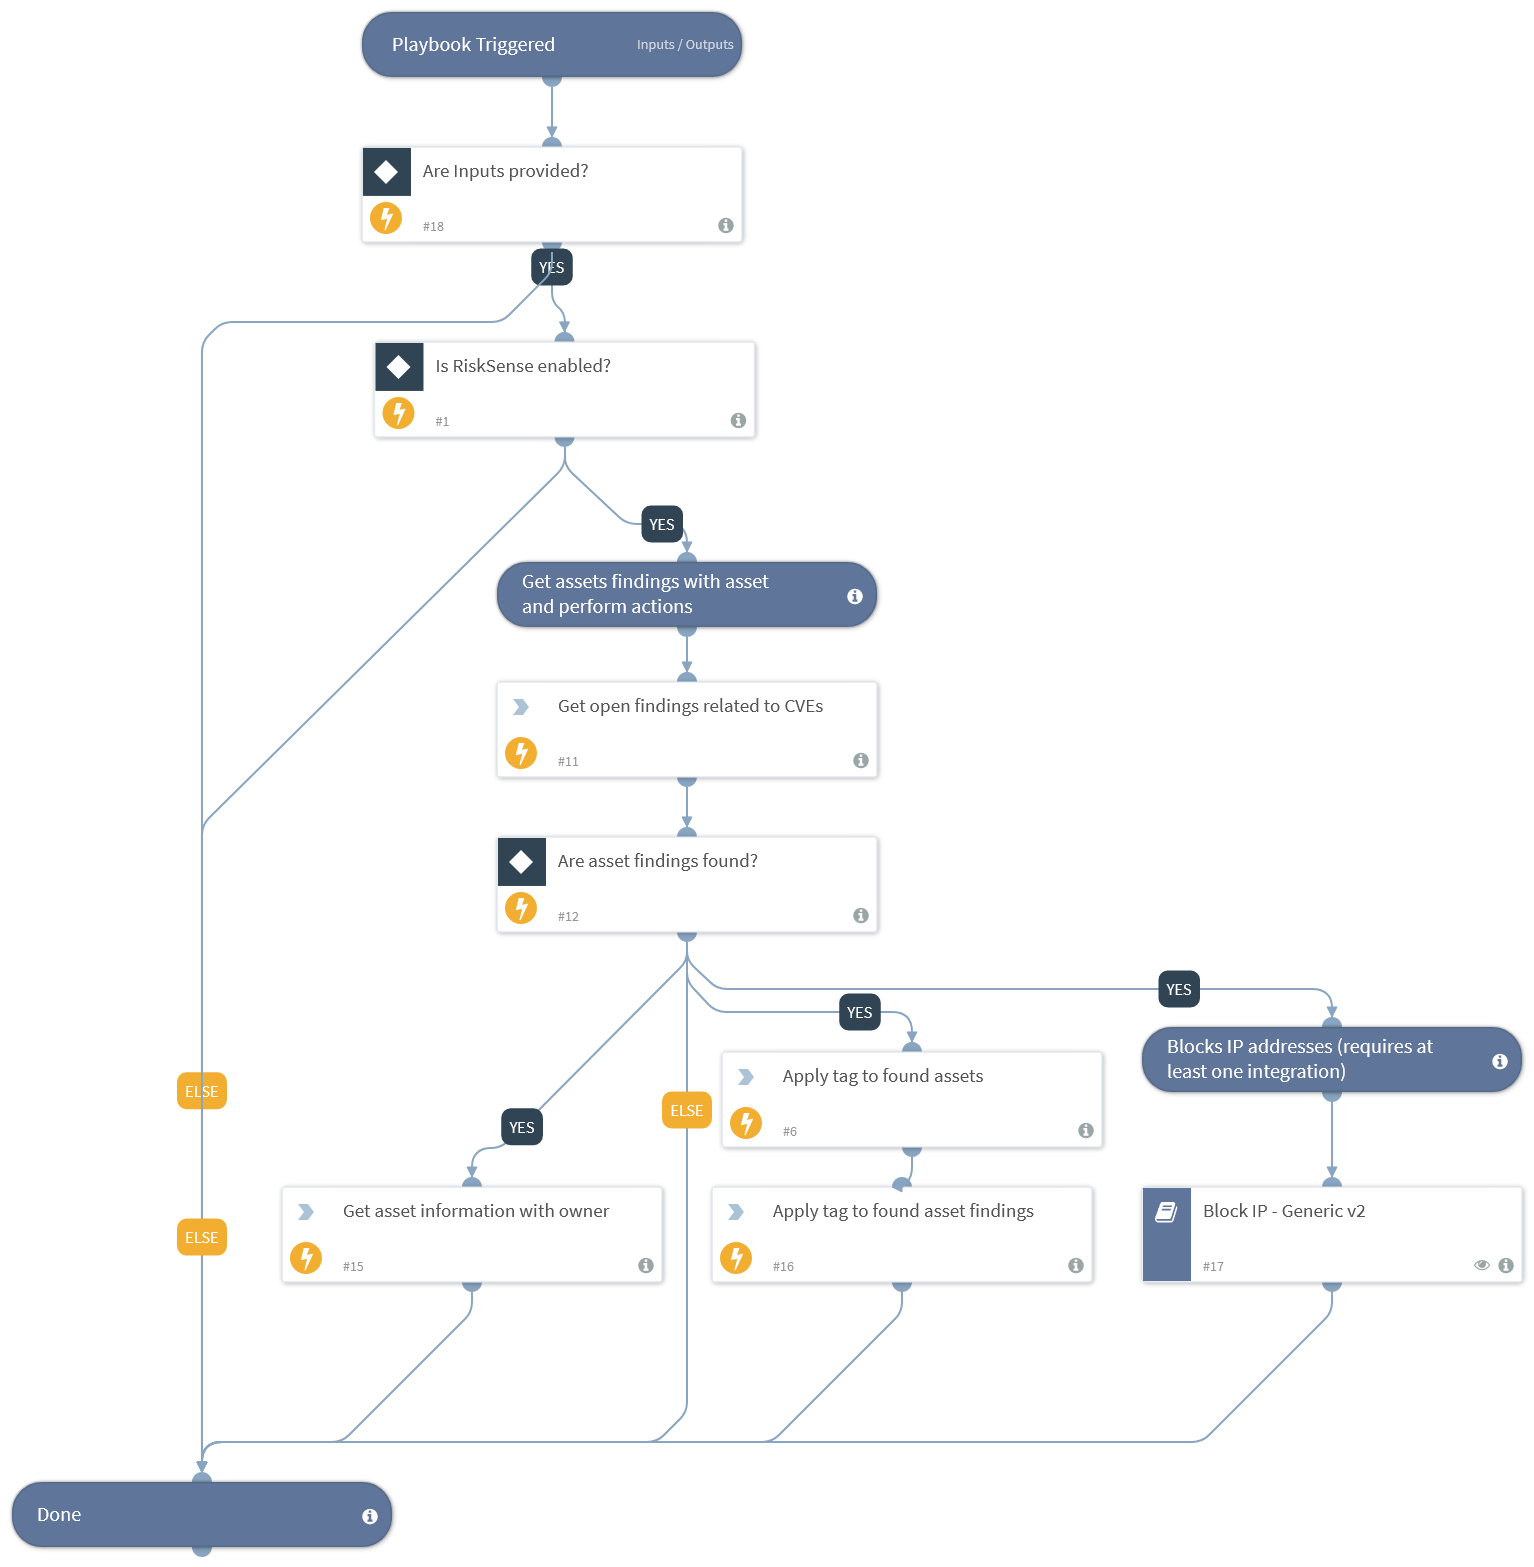 Playbook Triggered
Inputs / Outputs
Are Inputs provided?
#18
YES
Is RiskSense enabled?
#1
YES
Get assets findings with asset
and perform actions
Get open findings related to CVEs
#11
Are asset findings found?
#12
YES
YES
Blocks IP addresses (requires at
least one integration)
Apply tag to found assets
#6
ELSE
ELSE
YES
Get asset information with owner
#15
Apply tag to found asset findings
#16
Block IP - Generic v2
#17
ELSE
Done